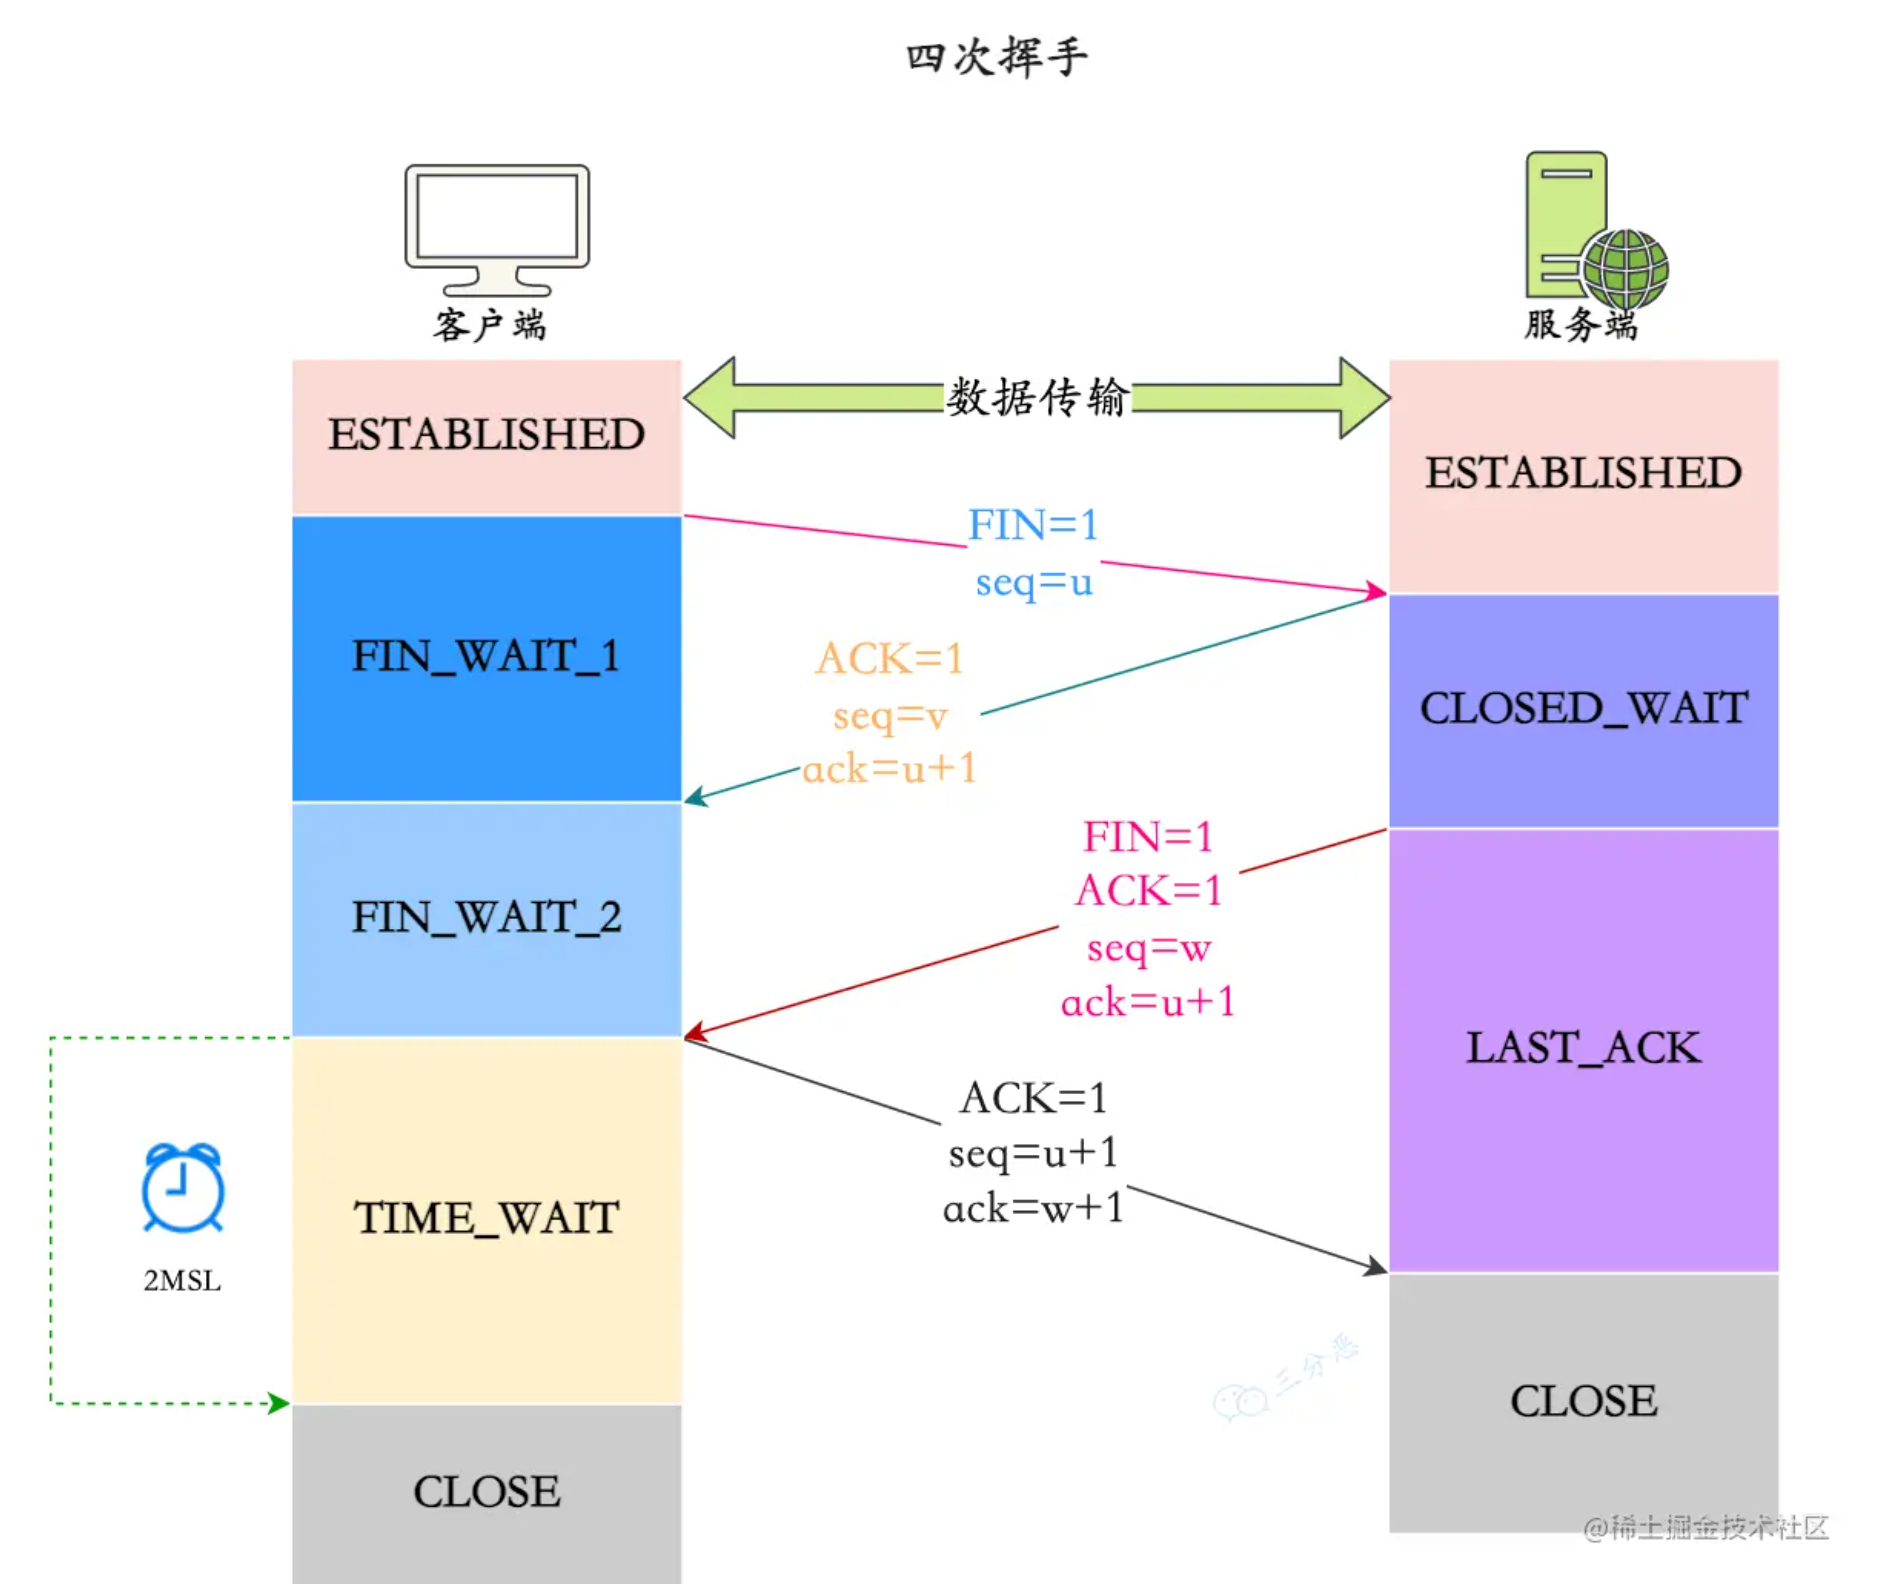 四次挥手
客户端
服务端
数据传输
ESTABLISHED
ESTABLISHED
FIN=1
seq=u
FIN_WAIT_1
ACK=1
seq=v
ack=u+1
CLOSED_WAIT
FIN=1
ACK=1
seq=w
ack=u+1
FIN_WAIT_2
LAST_ACK
ACK=1
seq=u+1
ack=w+1
TIME_WAIT
2MSL
三分恶
CLOSE
CLOSE
@稀土掘金技术社区